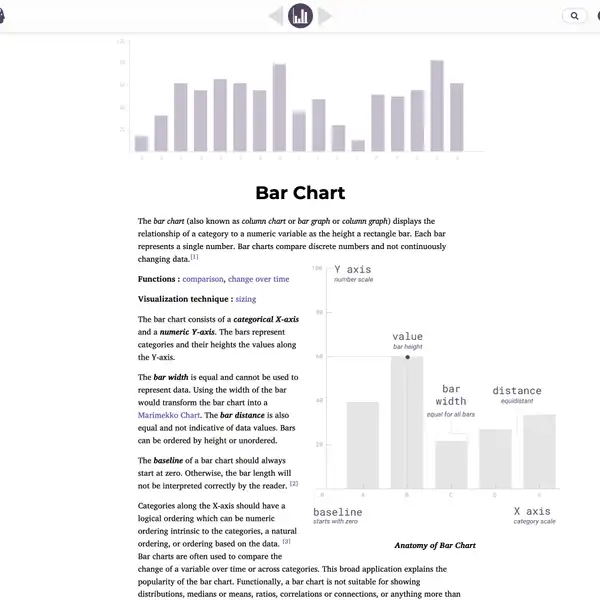 100
80
60
40
20
Bar Chart
The bar chart (also known as column chart or bar graph or column graph) displays the
relationship of a category to a numeric variable as the height a rectangle bar. Each bar
represents a single number. Bar charts compare discrete numbers and not continuously
changing data.[1]
Functions : comparison, change over time
Visualization technique : sizing
The bar chart consists of a categorical X-axis
and a numeric Y-axis. The bars represent
categories and their heights the values along
the Y-axis.
The bar width is equal and cannot be used to
represent data. Using the width of the bar
would transform the bar chart into a
Marimekko Chart. The bar distance is also
equal and not indicative of data values. Bars
can be ordered by height or unordered.
The baseline of a bar chart should always
start at zero. Otherwise, the bar length will
not be interpreted correctly by the reader. [2]
Categories along the X-axis should have a
logical ordering which can be numeric
ordering intrinsic to the categories, a natural
ordering, or ordering based on the data. [3]
Bar charts are often used to compare the
change of a variable over time or across categories. This broad application explains the
popularity of the bar chart. Functionally, a bar chart is not suitable for showing
distributions, medians or means, ratios, correlations or connections, or anything more than
100
Y axis
number scale
80
value
bar height
60
bar
width
equal for all bars
distance
equidistant
40
20
A
B
C
D
baseline
starts with zero
X axis
category scale
Anatomy of Bar Chart